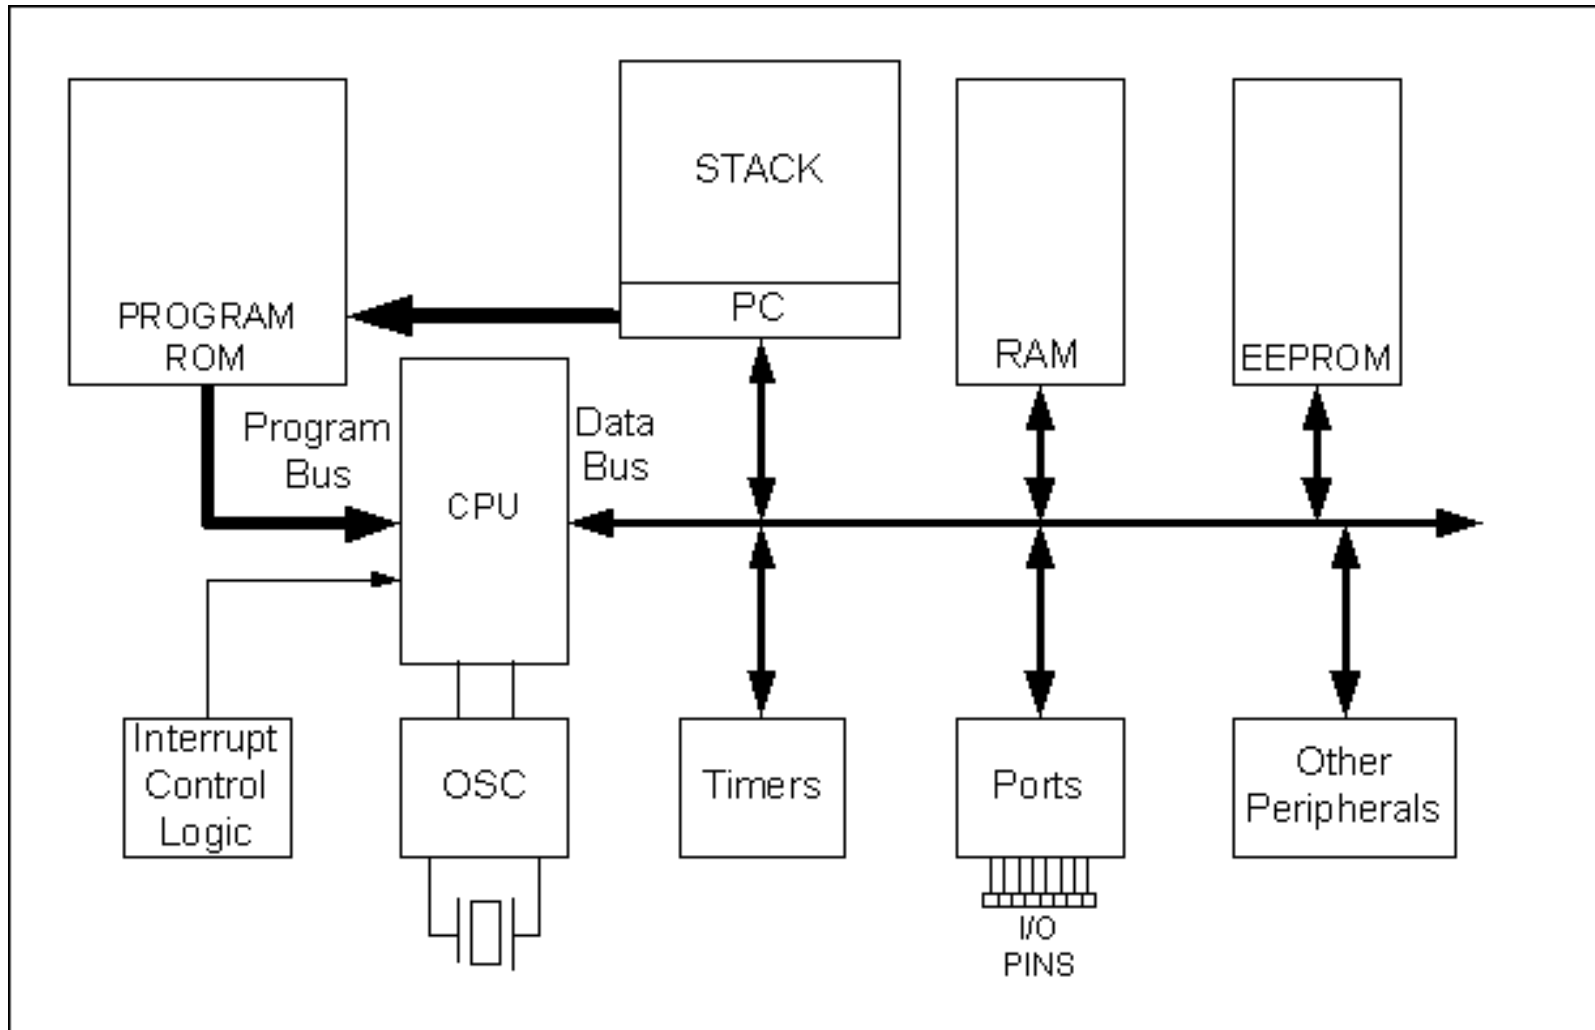 STACK
PC
PROGRAM
ROM
RAM
EEPROM
Program
Bus
CPU
Data
Bus
Interrupt
Control
Logic
OSC
Timers
Ports
Other
Peripherals
I/O
PINS